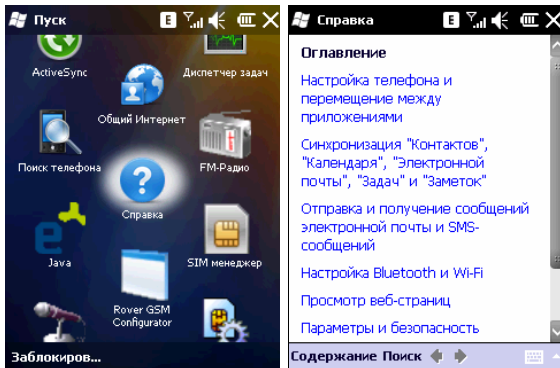 Пуск
E
ActiveSync
Диспетчер задач
Общий Интернет
Поиск телефона
FM-Радио
Справка
Java
SIM менеджер
Rover GSM
Configurator
Заблокиров...
Справка
E
Оглавление
Настройка телефона и
перемещение между
приложениями
Синхронизация "Контактов",
"Календаря", "Электронной
почты", "Задач" и "Заметок"
Отправка и получение сообщений
электронной почты и SMS-
сообщений
Настройка Bluetooth и Wi-Fi
Просмотр веб-страниц
Параметры и безопасность
Содержание Поиск